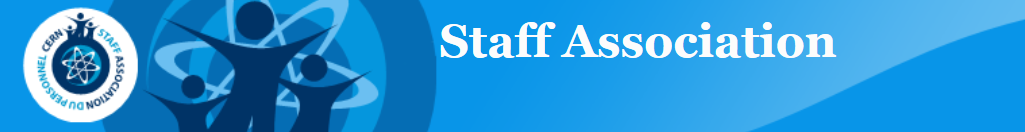 CERN STAFF ASSOCIATION
ASSOCIATION DU PERSONNEL
Staff Association